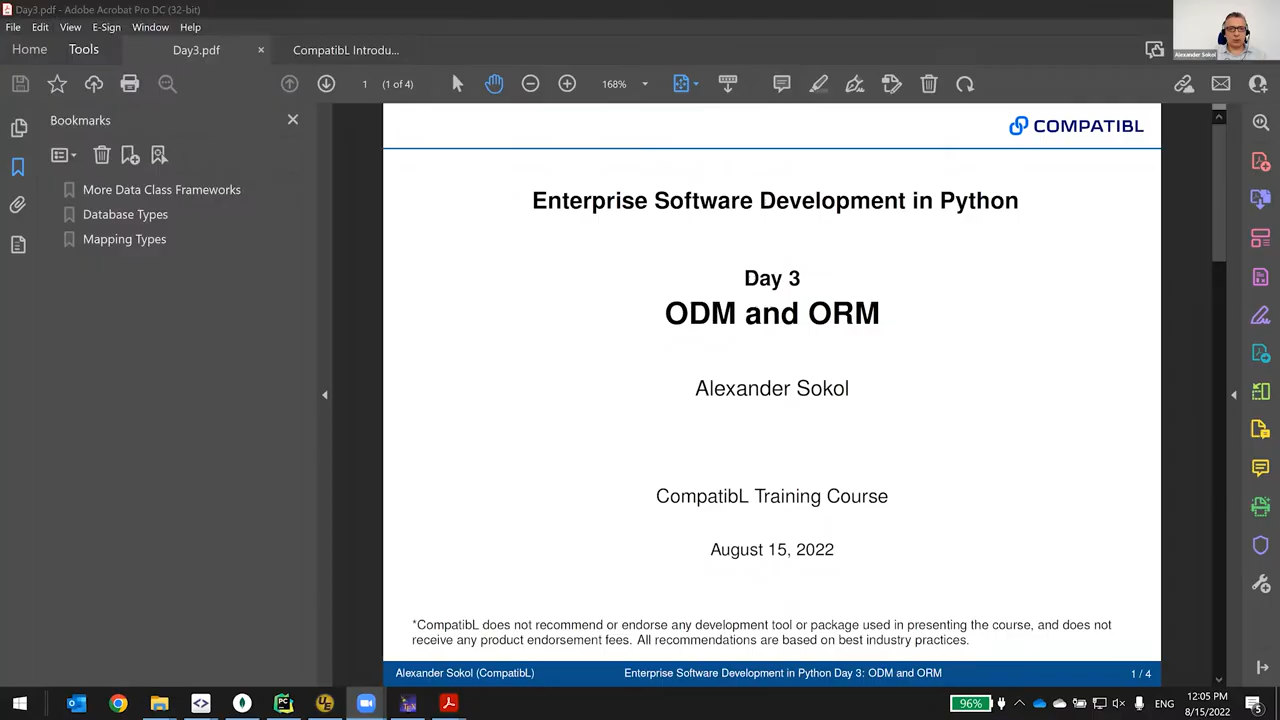 Day3.pdf - Adobe Acrobat Pro DC (32-bit)
File Edit View E-Sign Window Help
Home Tools Day3.pdf × CompatibL Introdu...
1 (1 of 4) 168%
Alexander Sokol
Bookmarks
More Data Class Frameworks
Database Types
Mapping Types
COMPATIBL
Enterprise Software Development in Python
Day 3
ODM and ORM
Alexander Sokol
CompatibL Training Course
August 15, 2022
*CompatibL does not recommend or endorse any development tool or package used in presenting the course, and does not
receive any product endorsement fees. All recommendations are based on best industry practices.
Alexander Sokol (CompatibL) Enterprise Software Development in Python Day 3: ODM and ORM 1 / 4
PC
UE
96%
ENG
12:05 PM
8/15/2022
5